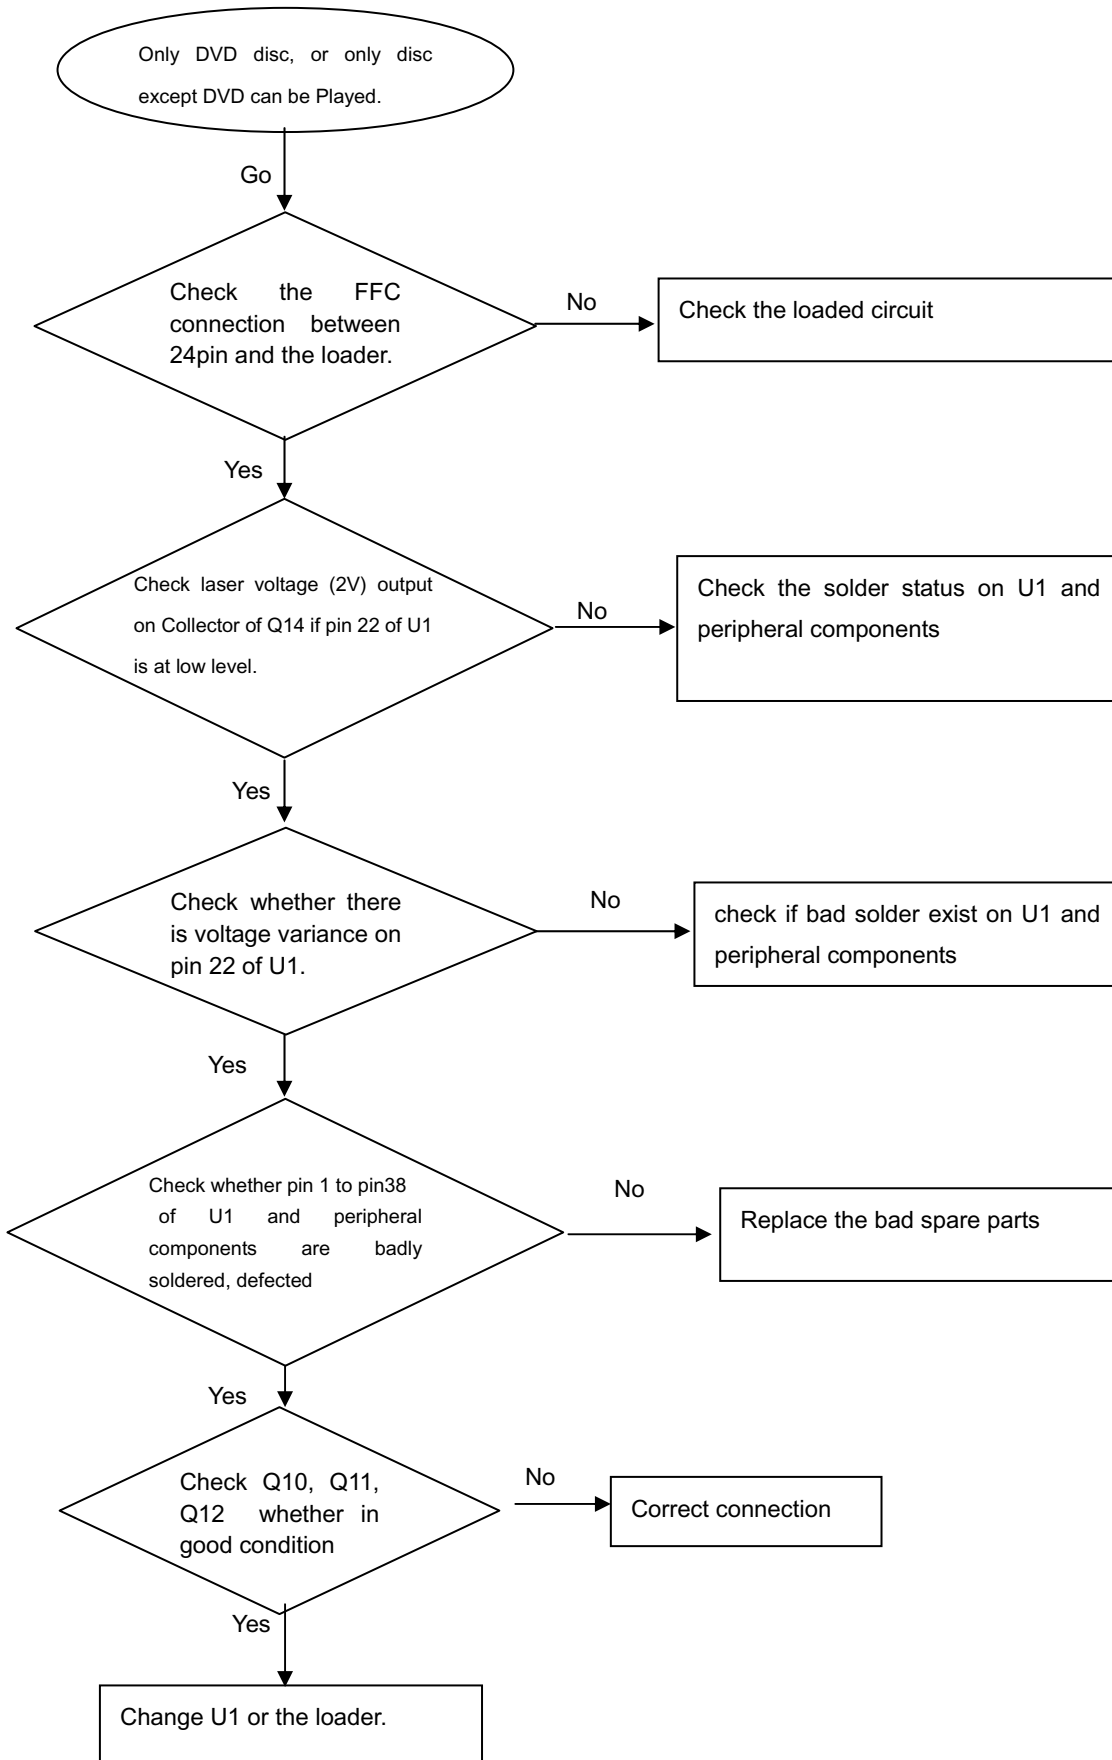 Only DVD disc, or only disc
except DVD can be Played.
Go
Check the FFC
connection between
24pin and the loader.
No
Check the loaded circuit
Yes
Check laser voltage (2V) output
on Collector of Q14 if pin 22 of U1
is at low level.
No
Check the solder status on U1 and
peripheral components
Yes
Check whether there
is voltage variance on
pin 22 of U1.
No
check if bad solder exist on U1 and
peripheral components
Yes
Check whether pin 1 to pin38
of U1 and peripheral
components are badly
soldered, defected
No
Replace the bad spare parts
Yes
Check Q10, Q11,
Q12 whether in
good condition
No
Correct connection
Yes
Change U1 or the loader.